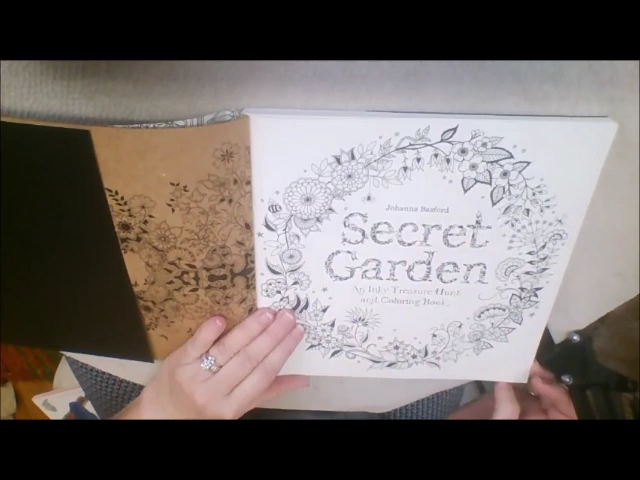 Johanna Basford
Secret
Garden
An Inky Treasure Hunt
and Coloring Book